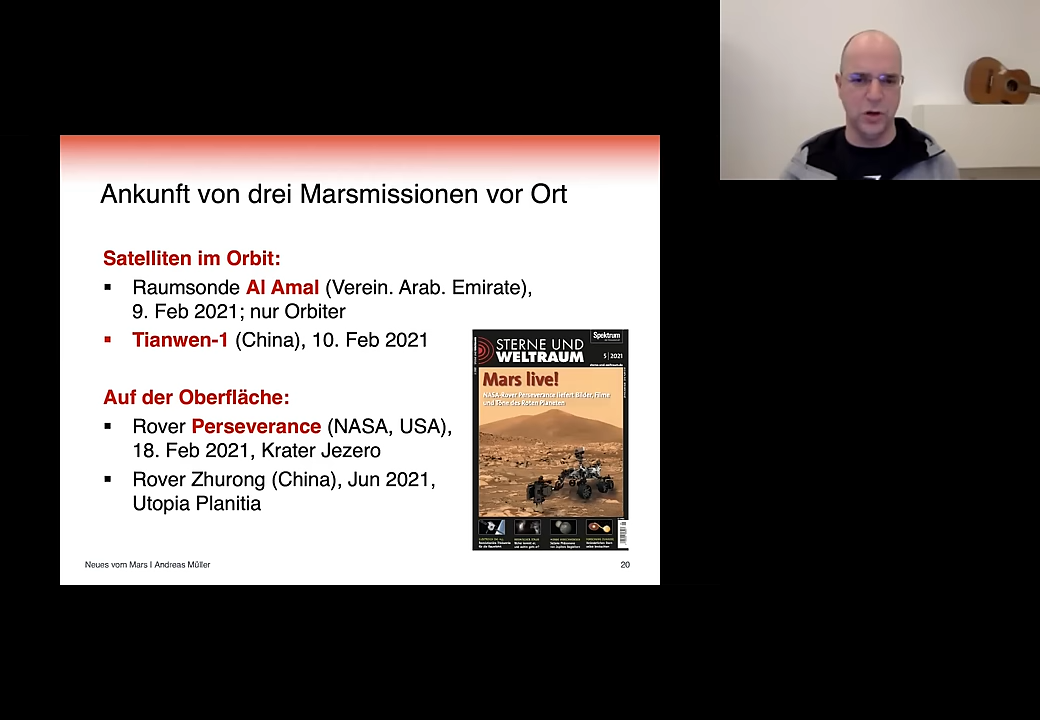 Ankunft von drei Marsmissionen vor Ort
Satelliten im Orbit:
▪ Raumsonde Al Amal (Verein. Arab. Emirate),
9. Feb 2021; nur Orbiter
▪ Tianwen-1 (China), 10. Feb 2021
Auf der Oberfläche:
▪ Rover Perseverance (NASA, USA),
18. Feb 2021, Krater Jezero
▪ Rover Zhurong (China), Jun 2021,
Utopia Planitia
Spektrum
STERNE UND
WELTRAUM
5 | 2021
Mars live!
NASA-Rover Perseverance liefert Bilder, Filme
und Töne des Roten Planeten
Neues vom Mars I Andreas Müller
20